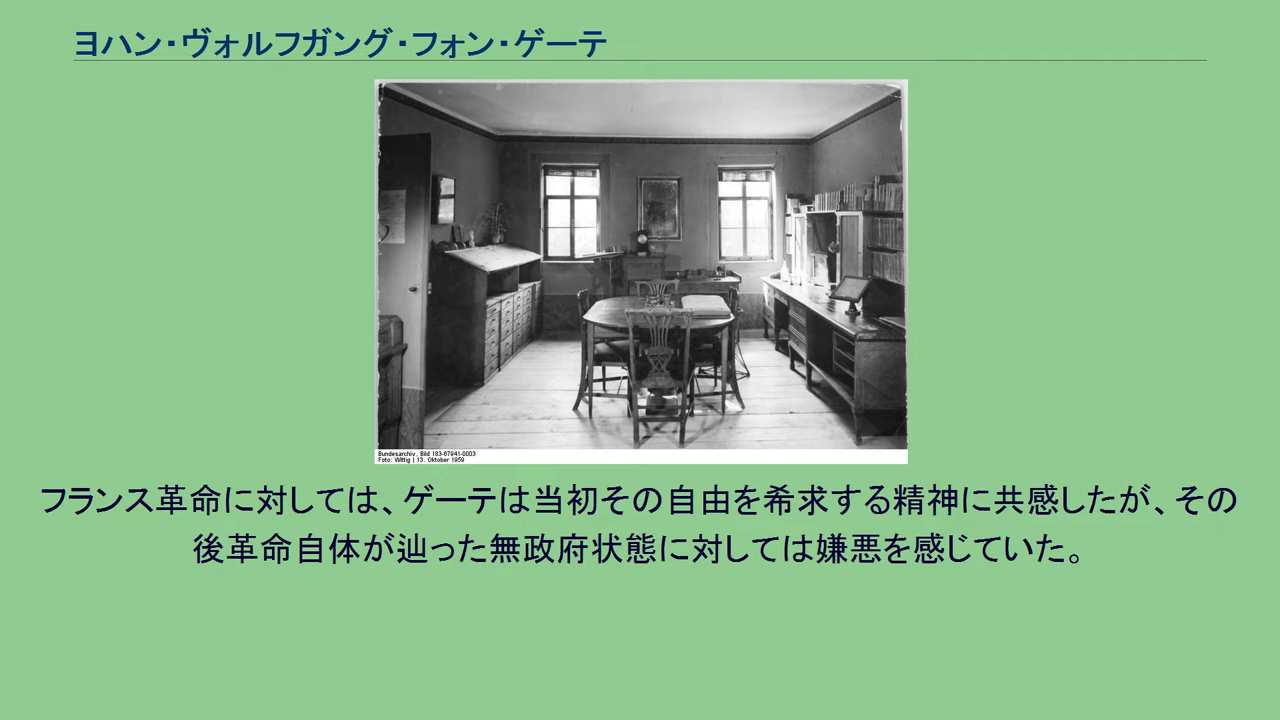 ヨハン・ヴォルフガング・フォン・ゲーテ
Bundesarchiv, Bild 183-67941-0003
Foto: Wittig | 13. Oktober 1959
フランス革命に対しては、ゲーテは当初その自由を希求する精神に共感したが、その
後革命自体が辿った無政府状態に対しては嫌悪を感じていた。